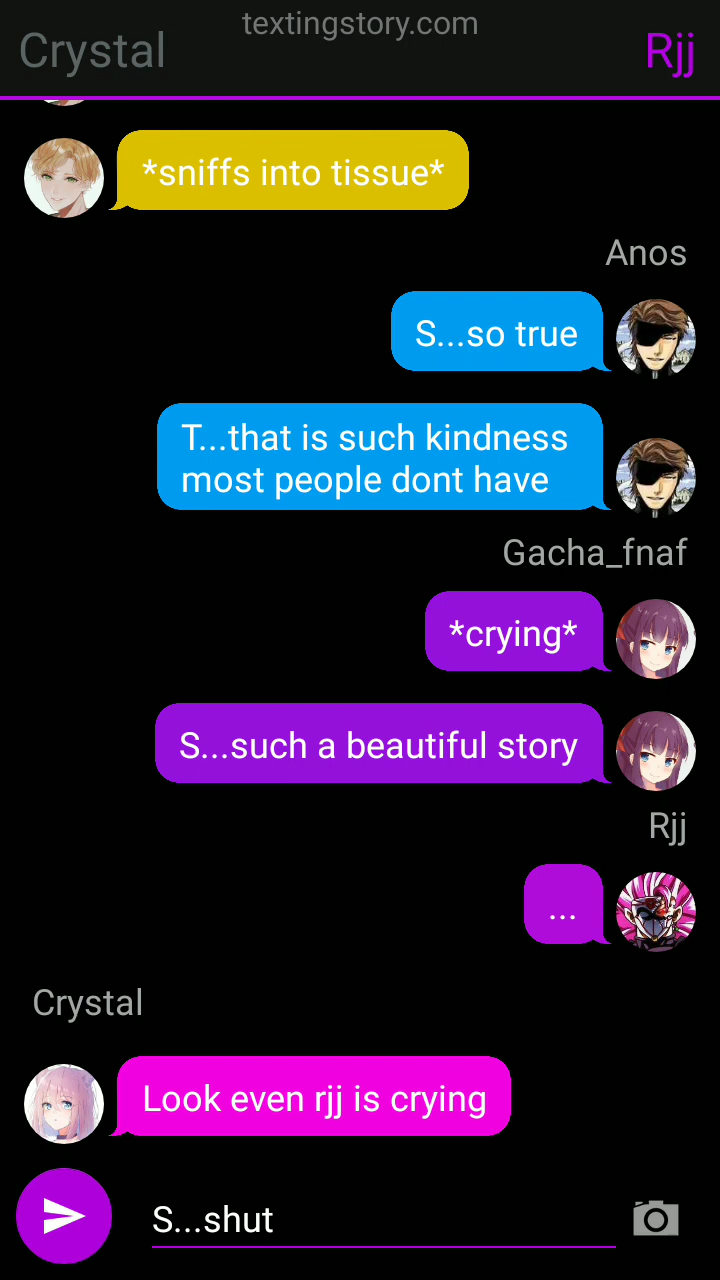 textingstory.com
Crystal
Rjj
*sniffs into tissue*
Anos
S...so true
T...that is such kindness
most people dont have
Gacha_fnaf
*crying*
S...such a beautiful story
Rjj
...
Crystal
Look even rjj is crying
S...shut